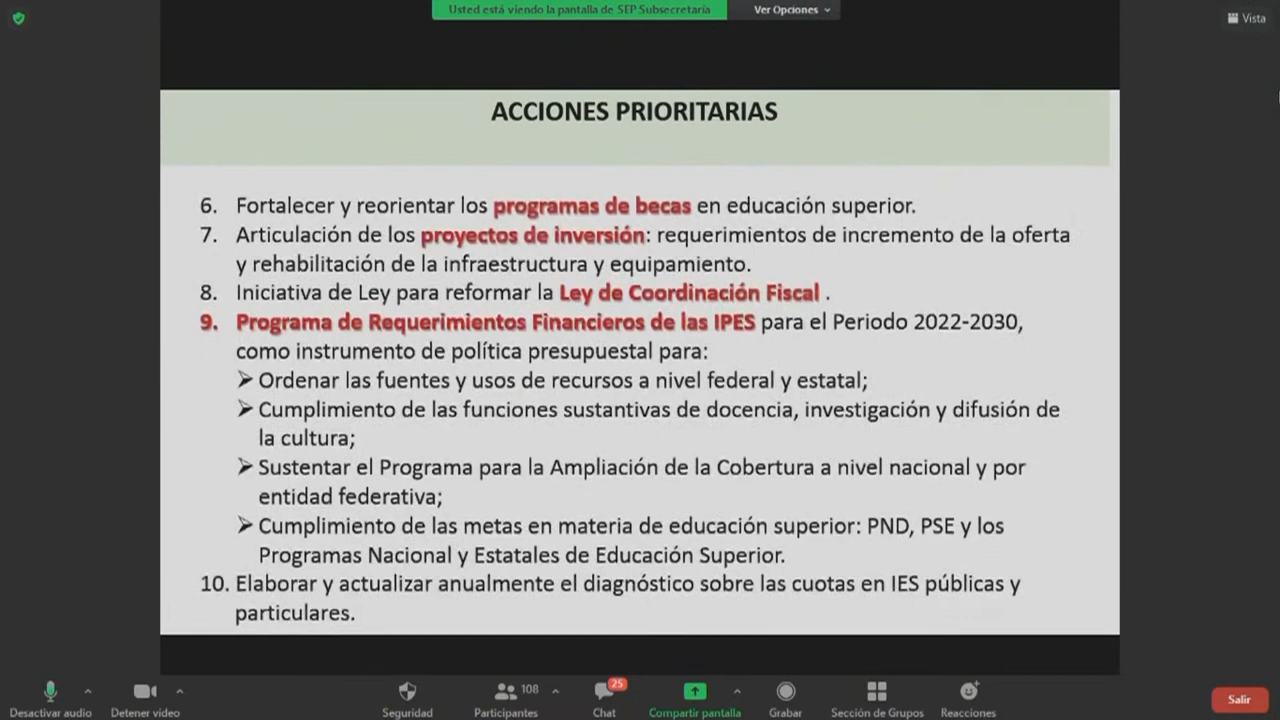 Usted está viendo la pantalla de SEP Subsecretaría
Ver Opciones
Vista
ACCIONES PRIORITARIAS
6. Fortalecer y reorientar los programas de becas en educación superior.
7. Articulación de los proyectos de inversión: requerimientos de incremento de la oferta
y rehabilitación de la infraestructura y equipamiento.
8. Iniciativa de Ley para reformar la Ley de Coordinación Fiscal .
9. Programa de Requerimientos Financieros de las IPES para el Periodo 2022-2030,
como instrumento de política presupuestal para:
➢ Ordenar las fuentes y usos de recursos a nivel federal y estatal;
➢ Cumplimiento de las funciones sustantivas de docencia, investigación y difusión de
la cultura;
➢ Sustentar el Programa para la Ampliación de la Cobertura a nivel nacional y por
entidad federativa;
➢ Cumplimiento de las metas en materia de educación superior: PND, PSE y los
Programas Nacional y Estatales de Educación Superior.
10. Elaborar y actualizar anualmente el diagnóstico sobre las cuotas en IES públicas y
particulares.
108
25
Desactivar audio
Detener video
Seguridad
Participantes
Chat
Compartir pantalla
Grabar
Sección de Grupos
Reacciones
Salir